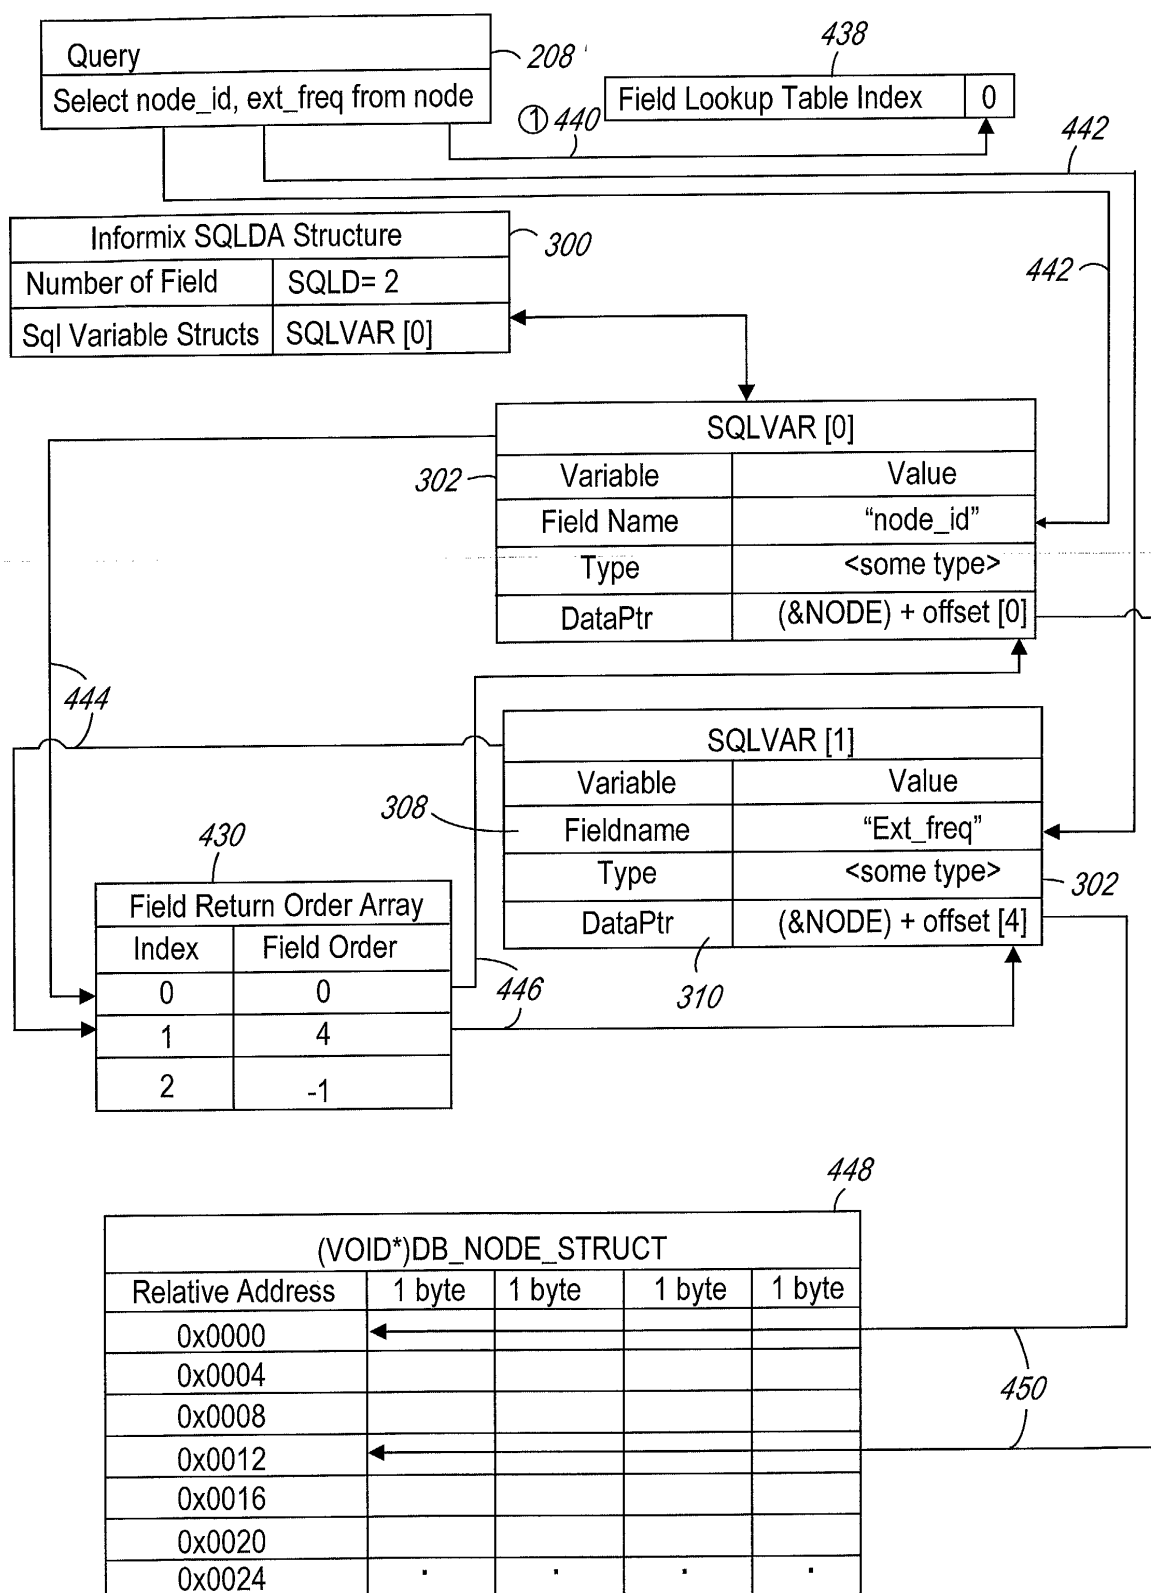 Query
208
Select node_id, ext_freq from node
438
Field Lookup Table Index 0
① 440
442
442
Informix SQLDA Structure
300
Number of Field SQLD= 2
Sql Variable Structs SQLVAR [0]
SQLVAR [0]
302
Variable Value
Field Name “node_id”
Type <some type>
DataPtr (&NODE) + offset [0]
444
SQLVAR [1]
Variable Value
308
Fieldname “Ext_freq”
Type <some type>
302
DataPtr (&NODE) + offset [4]
310
430
Field Return Order Array
Index Field Order
0 0
1 4
2 -1
446
448
(VOID*)DB_NODE_STRUCT
Relative Address 1 byte 1 byte 1 byte 1 byte
0x0000
0x0004
0x0008
0x0012
0x0016
0x0020
0x0024
450